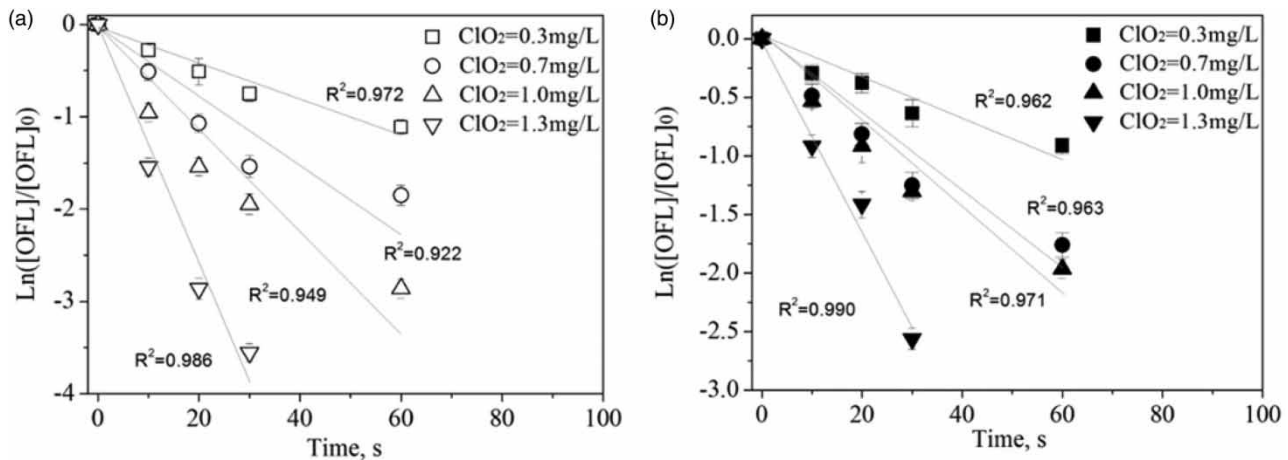 (a)
0
-1
-2
-3
-4
Ln([OFL]/[OFL]0)
ClO2=0.3mg/L
ClO2=0.7mg/L
ClO2=1.0mg/L
ClO2=1.3mg/L
R²=0.972
R²=0.922
R²=0.949
R²=0.986
0 20 40 60 80 100
Time, s
(b)
0.0
-0.5
-1.0
-1.5
-2.0
-2.5
-3.0
Ln([OFL]/[OFL]0)
ClO2=0.3mg/L
ClO2=0.7mg/L
ClO2=1.0mg/L
ClO2=1.3mg/L
R²=0.962
R²=0.963
R²=0.971
R²=0.990
0 20 40 60 80 100
Time, s